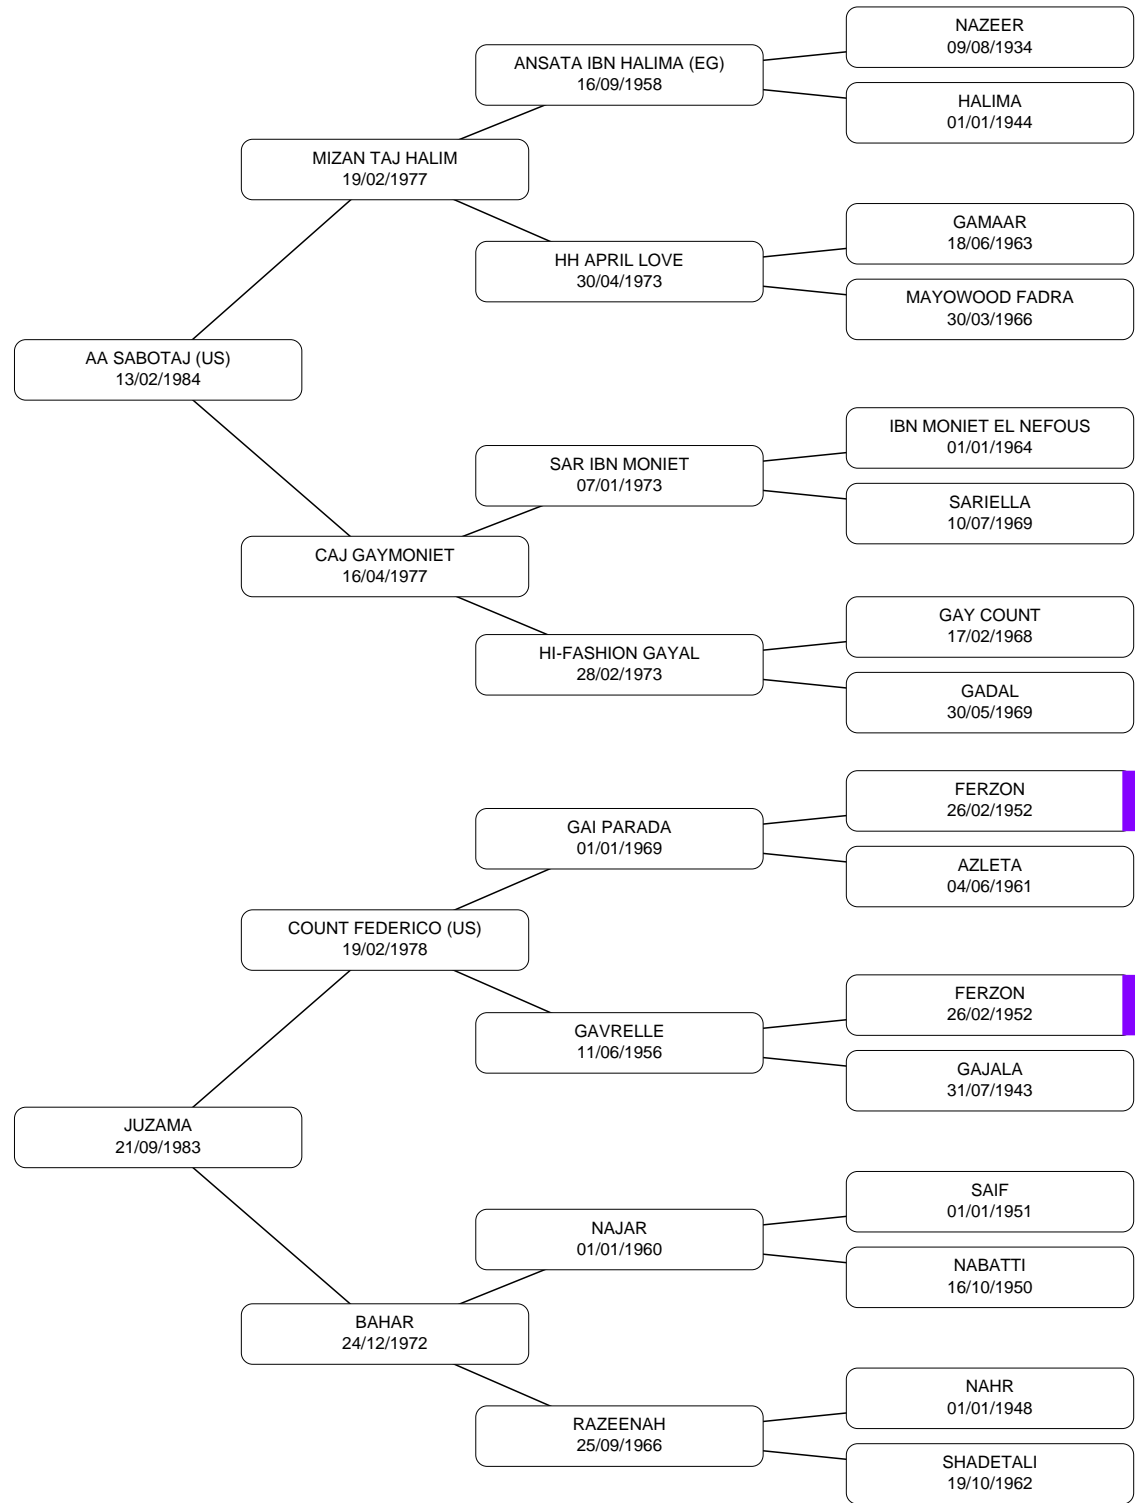 NAZEER
09/08/1934
ANSATA IBN HALIMA (EG)
16/09/1958
HALIMA
01/01/1944
MIZAN TAJ HALIM
19/02/1977
GAMAAR
18/06/1963
HH APRIL LOVE
30/04/1973
MAYOWOOD FADRA
30/03/1966
AA SABOTAJ (US)
13/02/1984
IBN MONIET EL NEFOUS
01/01/1964
SAR IBN MONIET
07/01/1973
SARIELLA
10/07/1969
CAJ GAYMONIET
16/04/1977
GAY COUNT
17/02/1968
HI-FASHION GAYAL
28/02/1973
GADAL
30/05/1969
FERZON
26/02/1952
GAI PARADA
01/01/1969
AZLETA
04/06/1961
COUNT FEDERICO (US)
19/02/1978
FERZON
26/02/1952
GAVRELLE
11/06/1956
GAJALA
31/07/1943
JUZAMA
21/09/1983
SAIF
01/01/1951
NAJAR
01/01/1960
NABATTI
16/10/1950
BAHAR
24/12/1972
NAHR
01/01/1948
RAZEENAH
25/09/1966
SHADETALI
19/10/1962